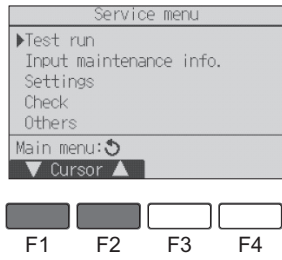 Service menu
▶Test run
Input maintenance info.
Settings
Check
Others
Main menu:↺
▼ Cursor ▲
F1 F2 F3 F4